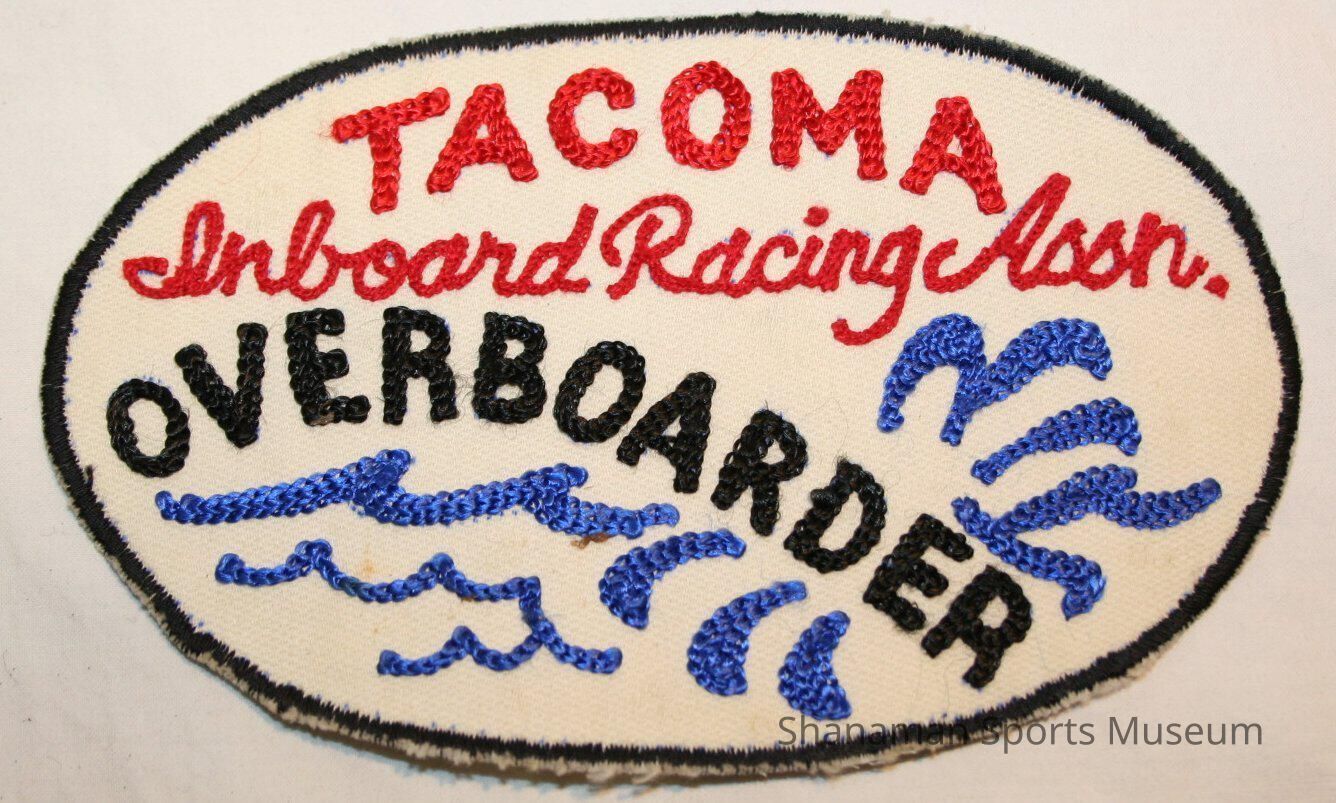 TACOMA
Inboard Racing Assn.
OVERBOARDER
Shanaman Sports Museum